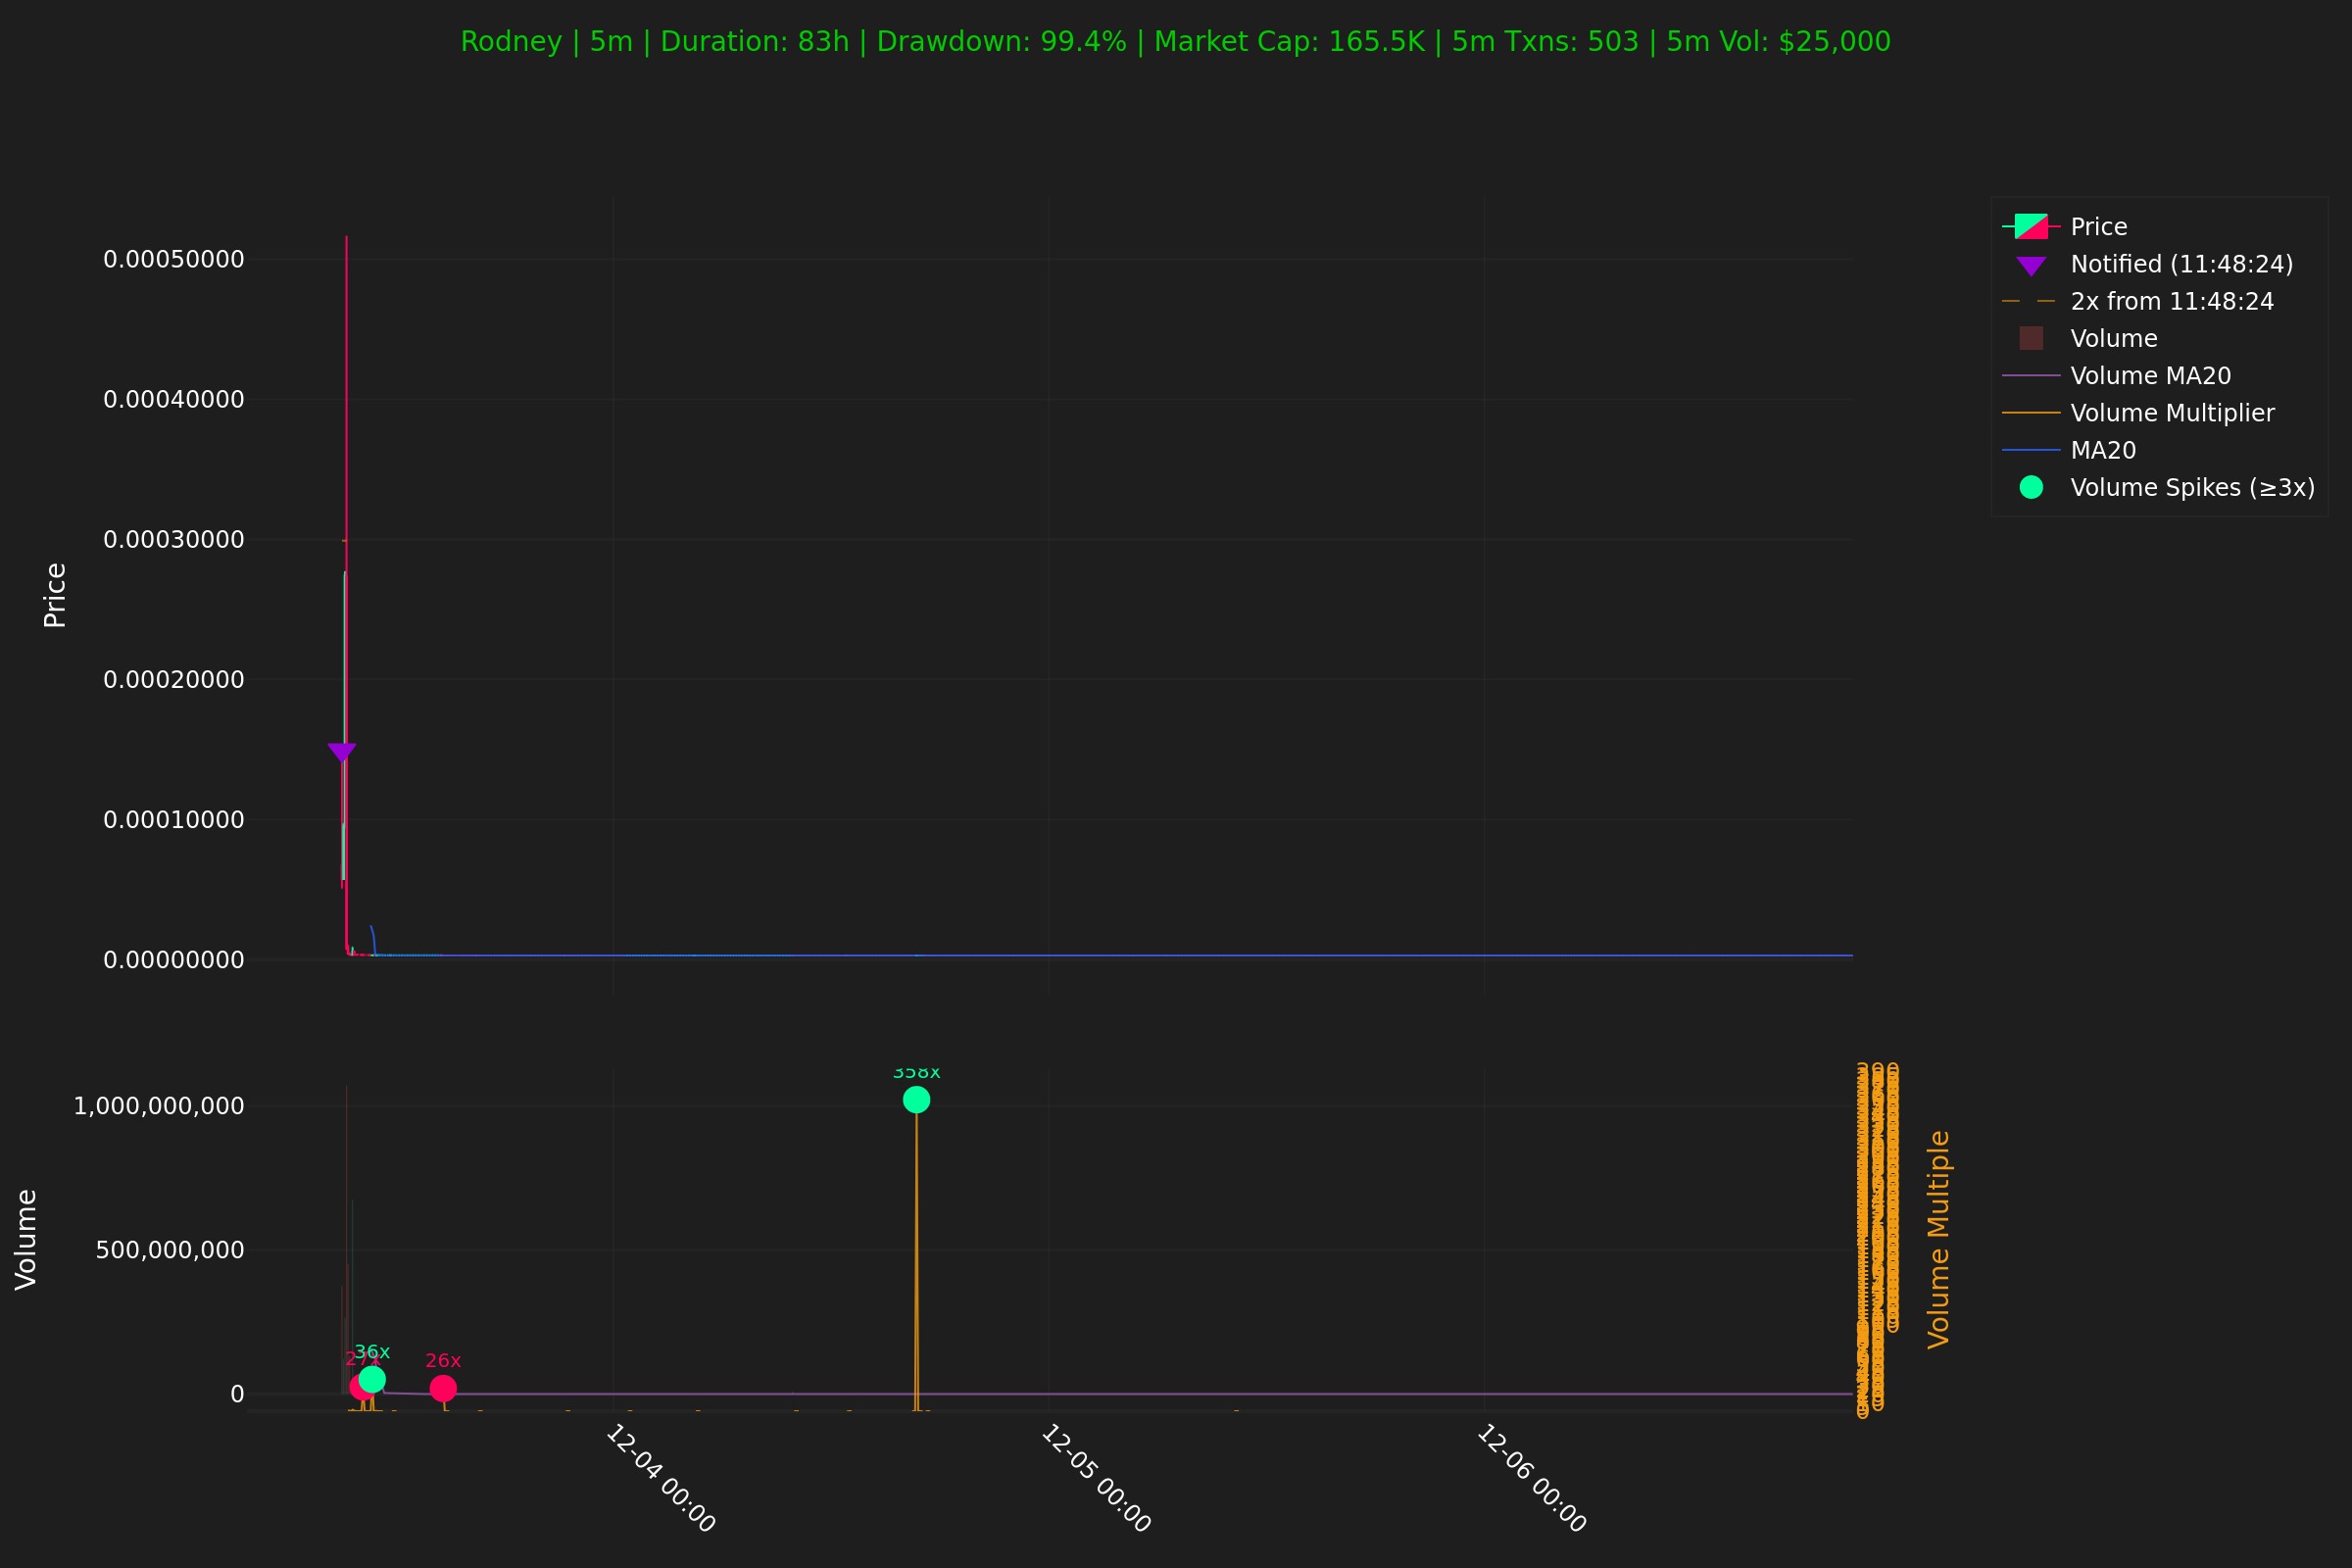 Rodney | 5m | Duration: 83h | Drawdown: 99.4% | Market Cap: 165.5K | 5m Txns: 503 | 5m Vol: $25,000
Price
0.00050000
0.00040000
0.00030000
0.00020000
0.00010000
0.00000000
Price
Notified (11:48:24)
2x from 11:48:24
Volume
Volume MA20
Volume Multiplier
MA20
Volume Spikes (≥3x)
Volume
1,000,000,000
500,000,000
0
358x
27x
36x
26x
Volume Multiple
12-04 00:00
12-05 00:00
12-06 00:00